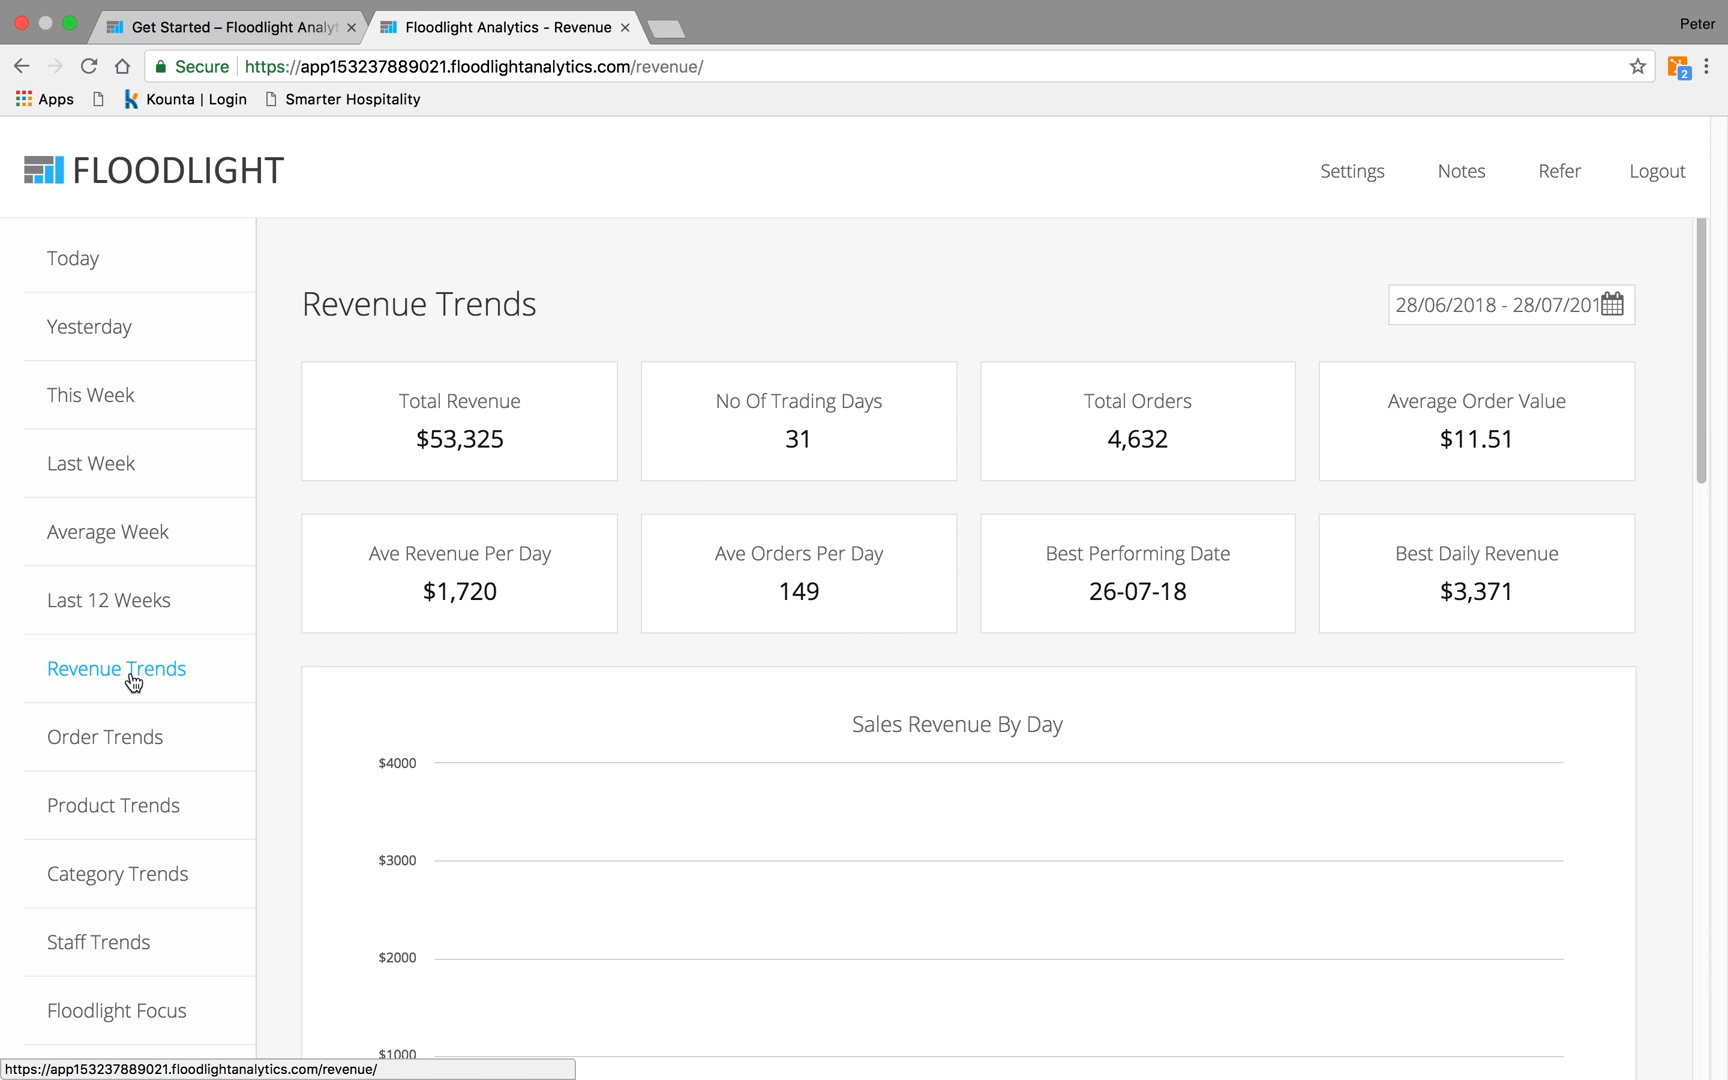 Get Started – Floodlight Analyt
Floodlight Analytics - Revenue
Peter
Secure
https://app153237889021.floodlightanalytics.com/revenue/
2
Apps
Kounta | Login
Smarter Hospitality
FLOODLIGHT
Settings
Notes
Refer
Logout
Today
Yesterday
This Week
Last Week
Average Week
Last 12 Weeks
Revenue Trends
Order Trends
Product Trends
Category Trends
Staff Trends
Floodlight Focus
Revenue Trends
28/06/2018 - 28/07/201
Total Revenue
$53,325
No Of Trading Days
31
Total Orders
4,632
Average Order Value
$11.51
Ave Revenue Per Day
$1,720
Ave Orders Per Day
149
Best Performing Date
26-07-18
Best Daily Revenue
$3,371
Sales Revenue By Day
$4000
$3000
$2000
$1000
https://app153237889021.floodlightanalytics.com/revenue/